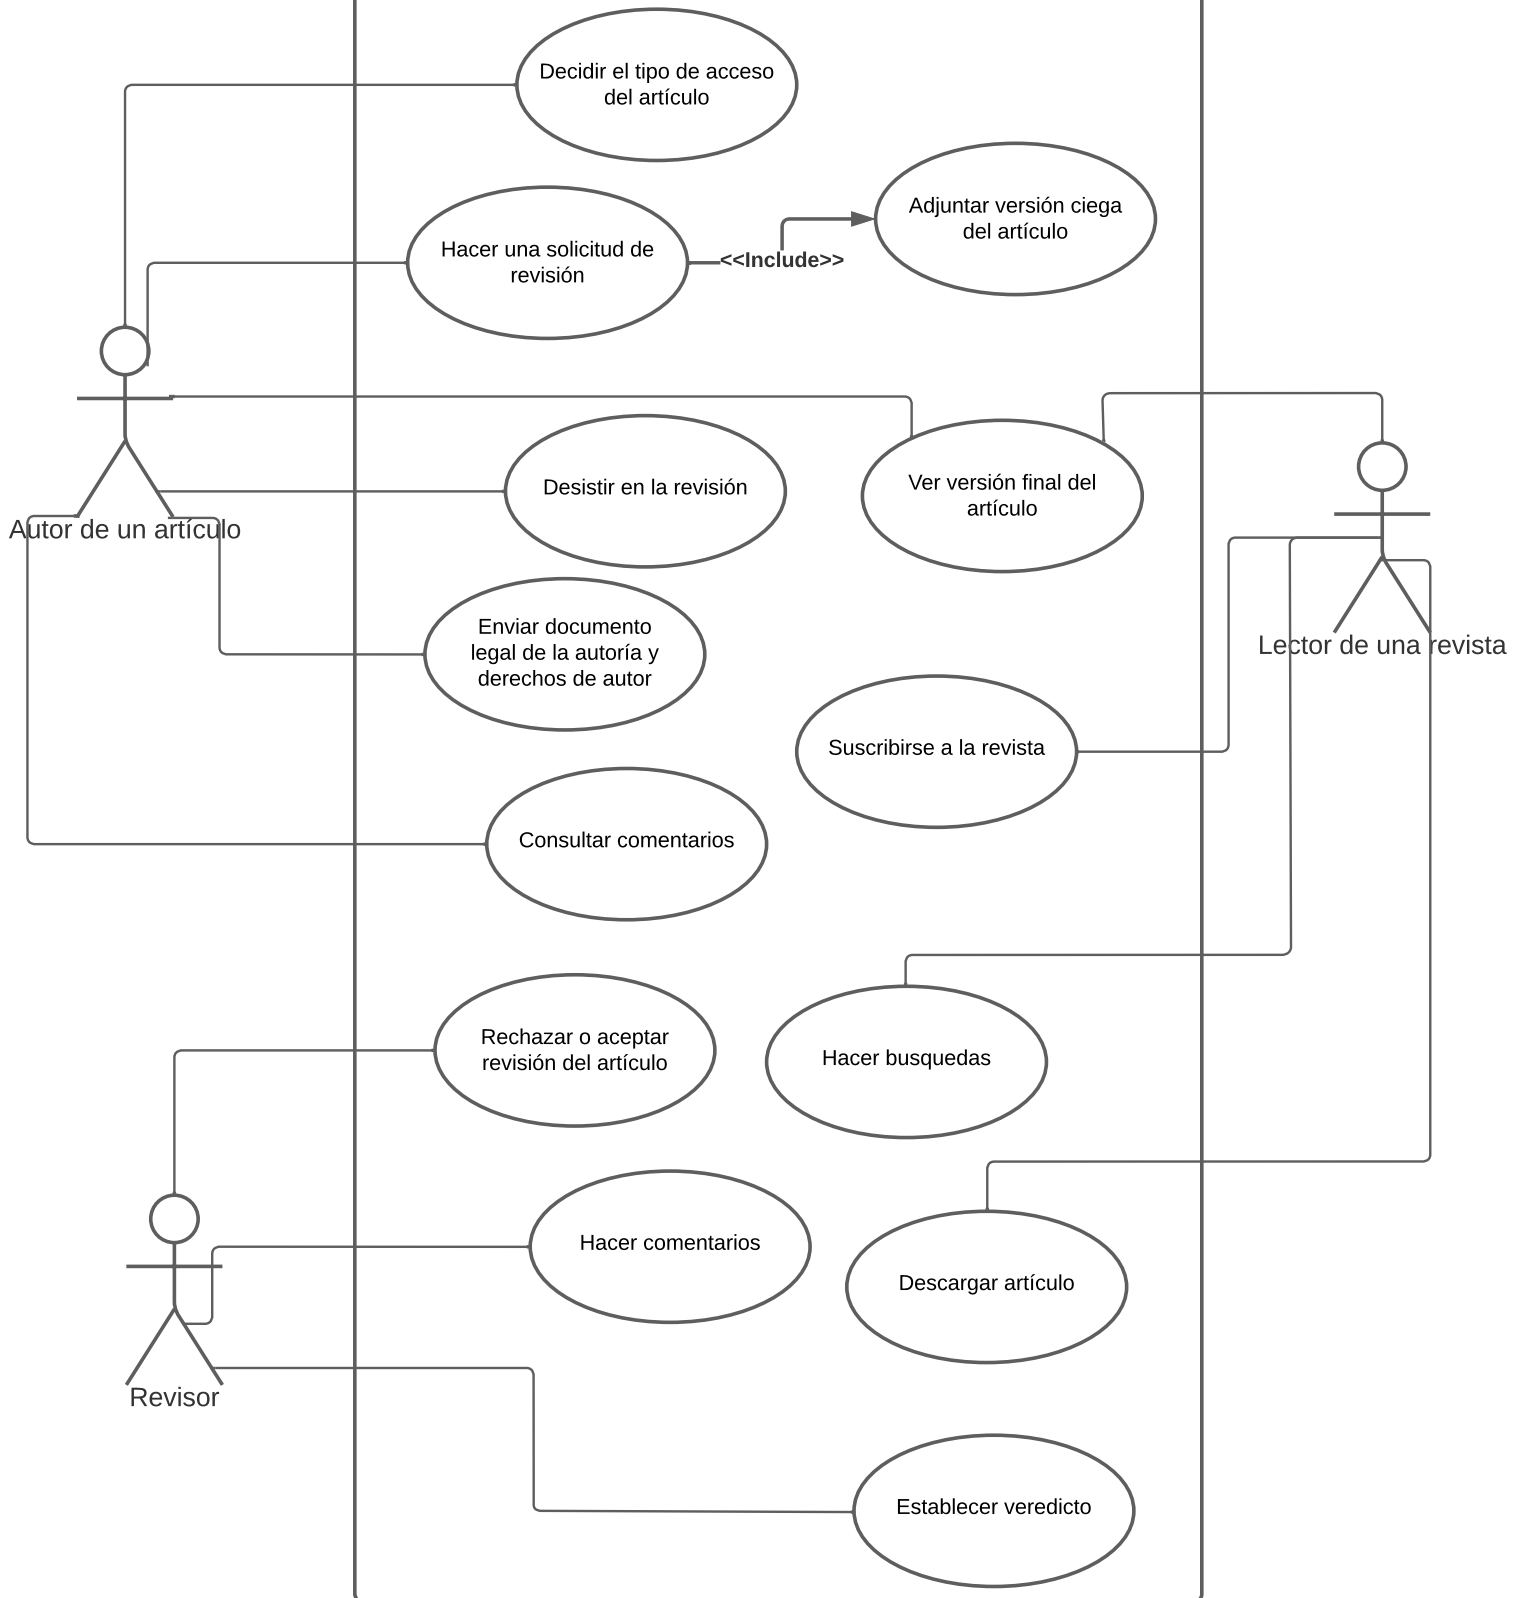 Decidir el tipo de acceso
del artículo
Adjuntar versión ciega
del artículo
Hacer una solicitud de
revisión
<<Include>>
Desistir en la revisión
Ver versión final del
artículo
Autor de un artículo
Enviar documento
legal de la autoría y
derechos de autor
Lector de una revista
Suscribirse a la revista
Consultar comentarios
Rechazar o aceptar
revisión del artículo
Hacer busquedas
Hacer comentarios
Descargar artículo
Revisor
Establecer veredicto